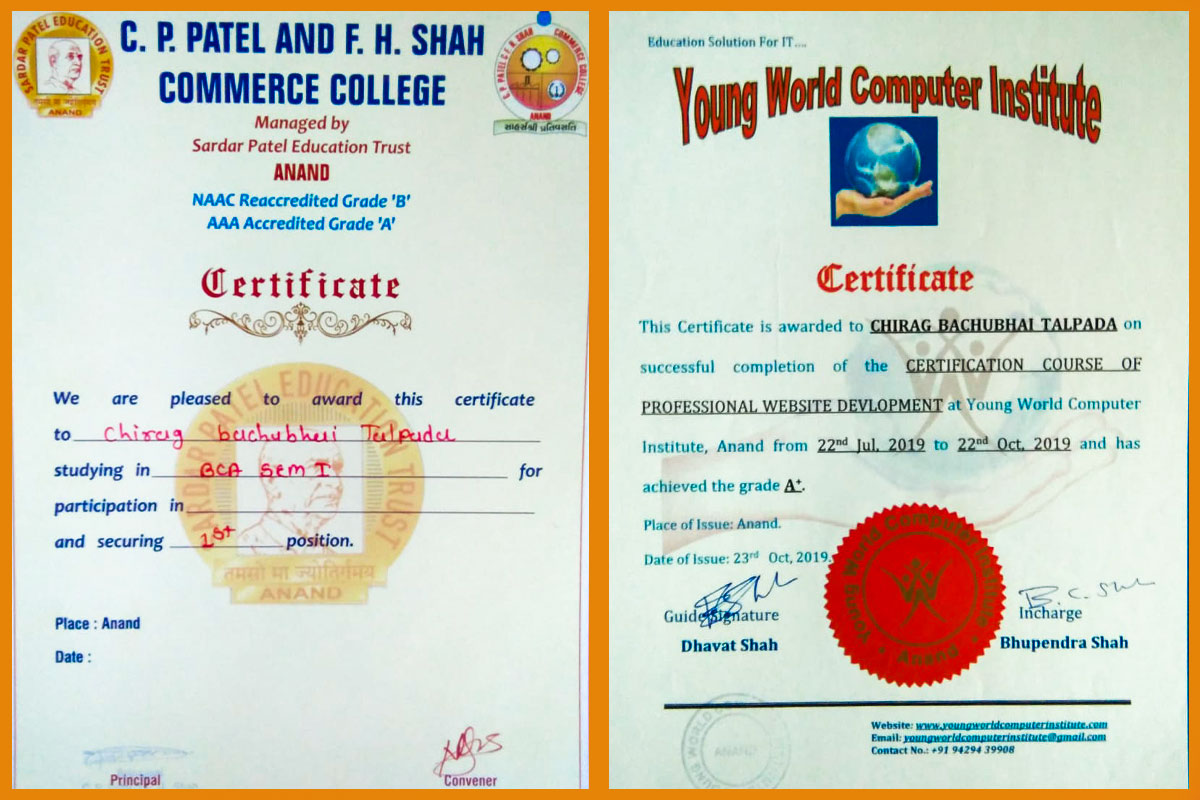 SARDAR PATEL EDUCATION TRUST
तमसो मा ज्योतिर्गमय
ANAND
C. P. PATEL AND F. H. SHAH
COMMERCE COLLEGE
C. P. PATEL & F. H. SHAH COMMERCE COLLEGE
ANAND
Managed by
Sardar Patel Education Trust
ANAND
NAAC Reaccredited Grade 'B'
AAA Accredited Grade 'A'
Certificate
SARDAR PATEL EDUCATION TRUST
We are pleased to award this certificate
to Chirag bachubhai Talpada
studying in BCA Sem I for
participation in
and securing 1st position.
तमसो मा ज्योतिर्गमय
ANAND
Place : Anand
Date :
Principal
Convener
Education Solution For IT....
Young World Computer Institute
Certificate
This Certificate is awarded to CHIRAG BACHUBHAI TALPADA on
successful completion of the CERTIFICATION COURSE OF
PROFESSIONAL WEBSITE DEVLOPMENT at Young World Computer
Institute, Anand from 22nd Jul, 2019 to 22nd Oct, 2019 and has
achieved the grade A+.
Place of Issue: Anand.
Date of Issue: 23rd Oct, 2019.
Young World Computer Institute
Anand
Guide Signature
Dhavat Shah
B. C. Shah
Incharge
Bhupendra Shah
Website: www.youngworldcomputerinstitute.com
Email: youngworldcomputerinstitute@gmail.com
Contact No.: +91 94294 39908
ANAND